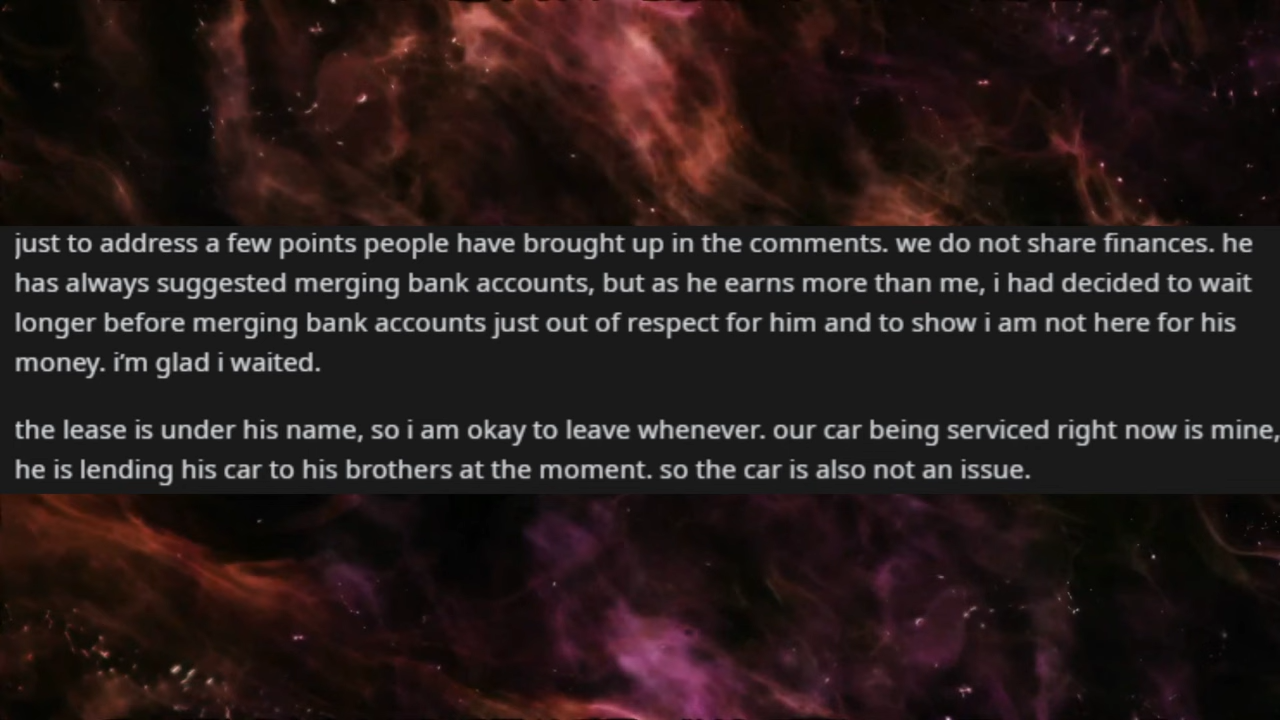 just to address a few points people have brought up in the comments. we do not share finances. he
has always suggested merging bank accounts, but as he earns more than me, i had decided to wait
longer before merging bank accounts just out of respect for him and to show i am not here for his
money. i’m glad i waited.
the lease is under his name, so i am okay to leave whenever. our car being serviced right now is mine,
he is lending his car to his brothers at the moment. so the car is also not an issue.